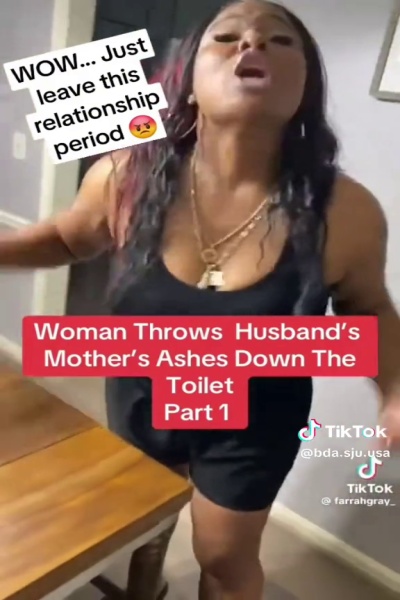 WOW... Just
leave this
relationship
period 😡
Woman Throws Husband's
Mother's Ashes Down The
Toilet
Part 1
TikTok
@bda.sju.usa
TikTok
@ farrahgray_